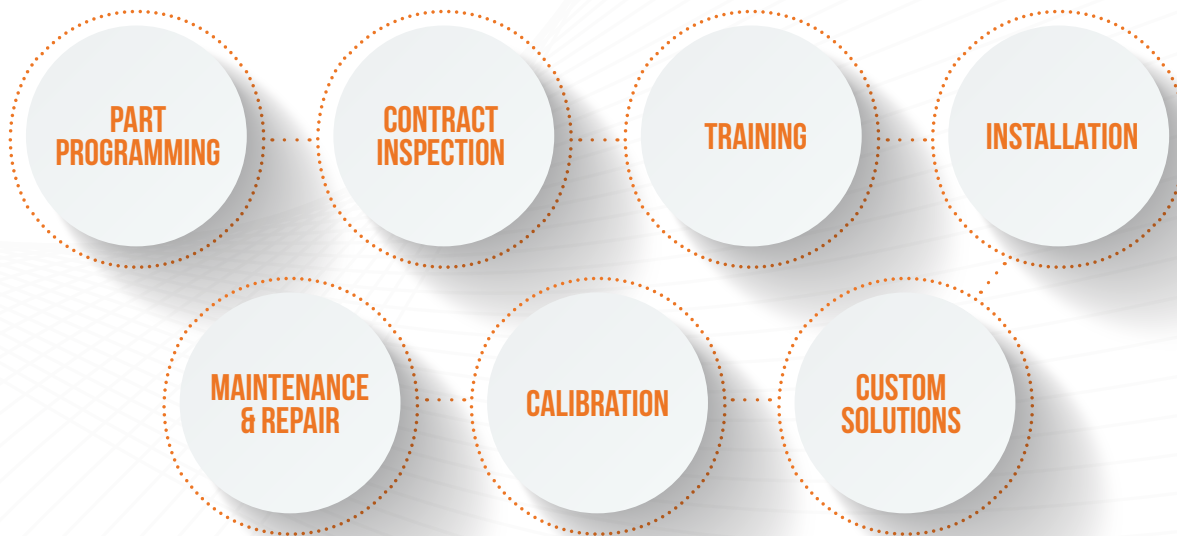 PART
PROGRAMMING
CONTRACT
INSPECTION
TRAINING
INSTALLATION
MAINTENANCE
& REPAIR
CALIBRATION
CUSTOM
SOLUTIONS